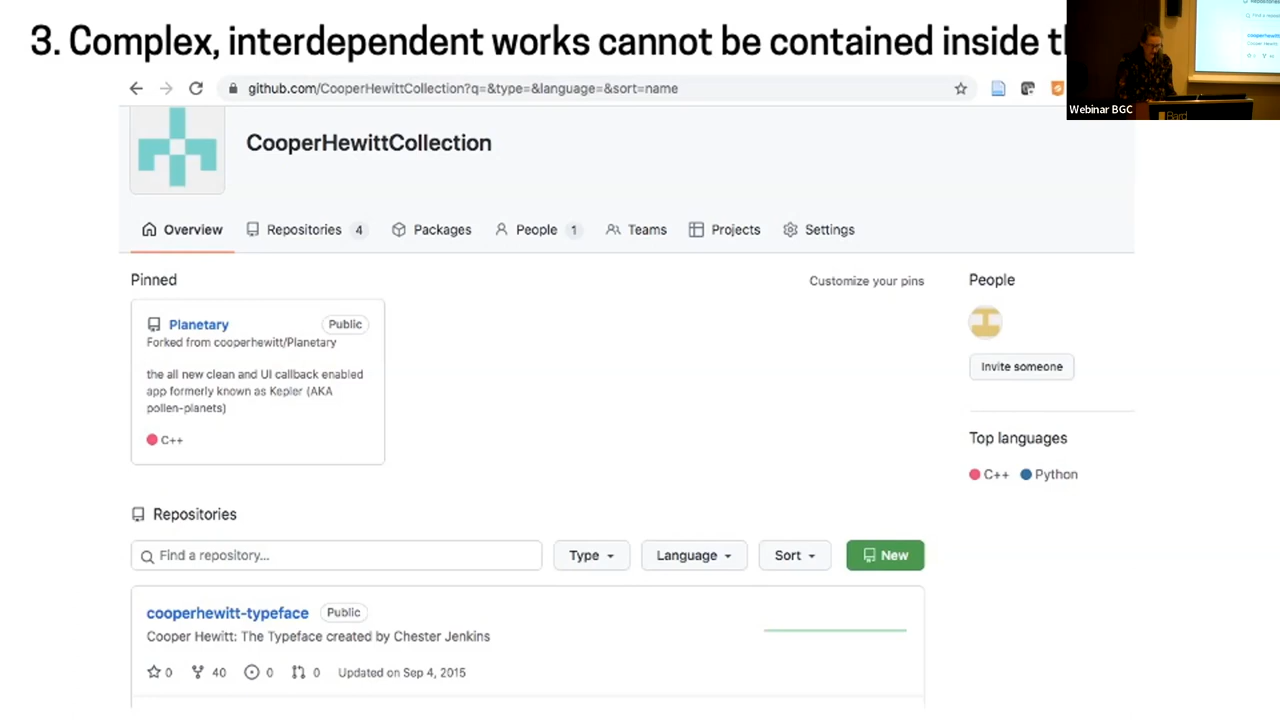 3. Complex, interdependent works cannot be contained inside
github.com/CooperHewittCollection?q=&type=&language=&sort=name
Webinar BGC
Bard
CooperHewittCollection
Overview
Repositories 4
Packages
People 1
Teams
Projects
Settings
Pinned
Customize your pins
People
Planetary
Public
Forked from cooperhewitt/Planetary
the all new clean and UI callback enabled
app formerly known as Kepler (AKA
pollen-planets)
C++
Invite someone
Top languages
C++ Python
Repositories
Find a repository...
Type
Language
Sort
New
cooperhewitt-typeface
Public
Cooper Hewitt: The Typeface created by Chester Jenkins
0 40 0 0 Updated on Sep 4, 2015